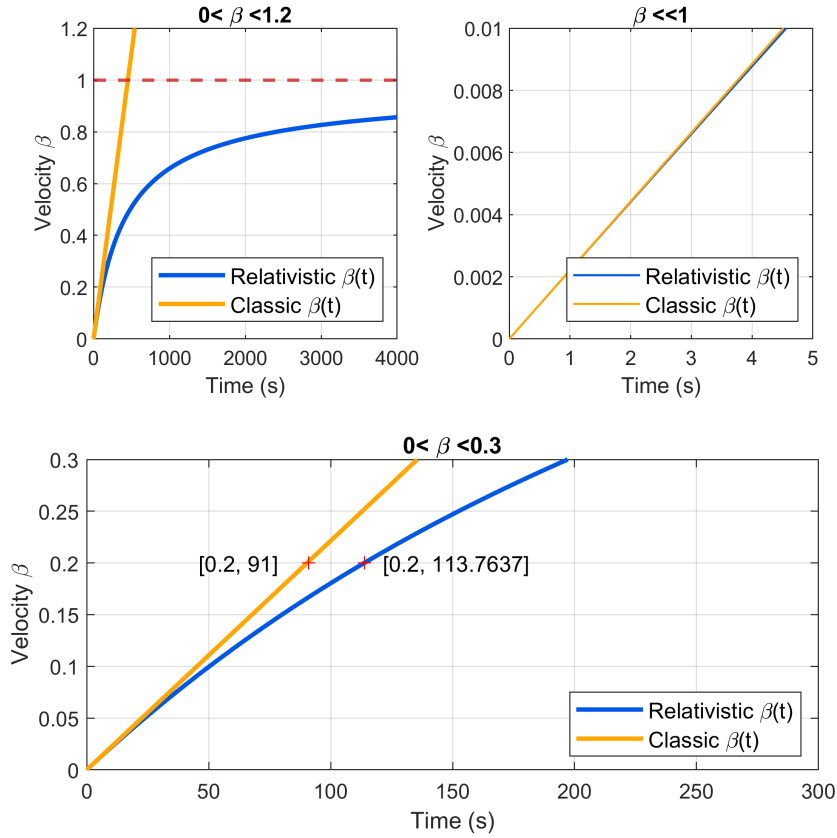 0< β <1.2
1.2
1
0.8
0.6
0.4
0.2
0
Velocity β
Relativistic β(t)
Classic β(t)
0
1000
2000
3000
4000
Time (s)
β <<1
0.01
0.008
0.006
0.004
0.002
0
Velocity β
Relativistic β(t)
Classic β(t)
0
1
2
3
4
5
Time (s)
0< β <0.3
0.3
0.25
0.2
0.15
0.1
0.05
0
Velocity β
[0.2, 91]
[0.2, 113.7637]
Relativistic β(t)
Classic β(t)
0
50
100
150
200
250
300
Time (s)